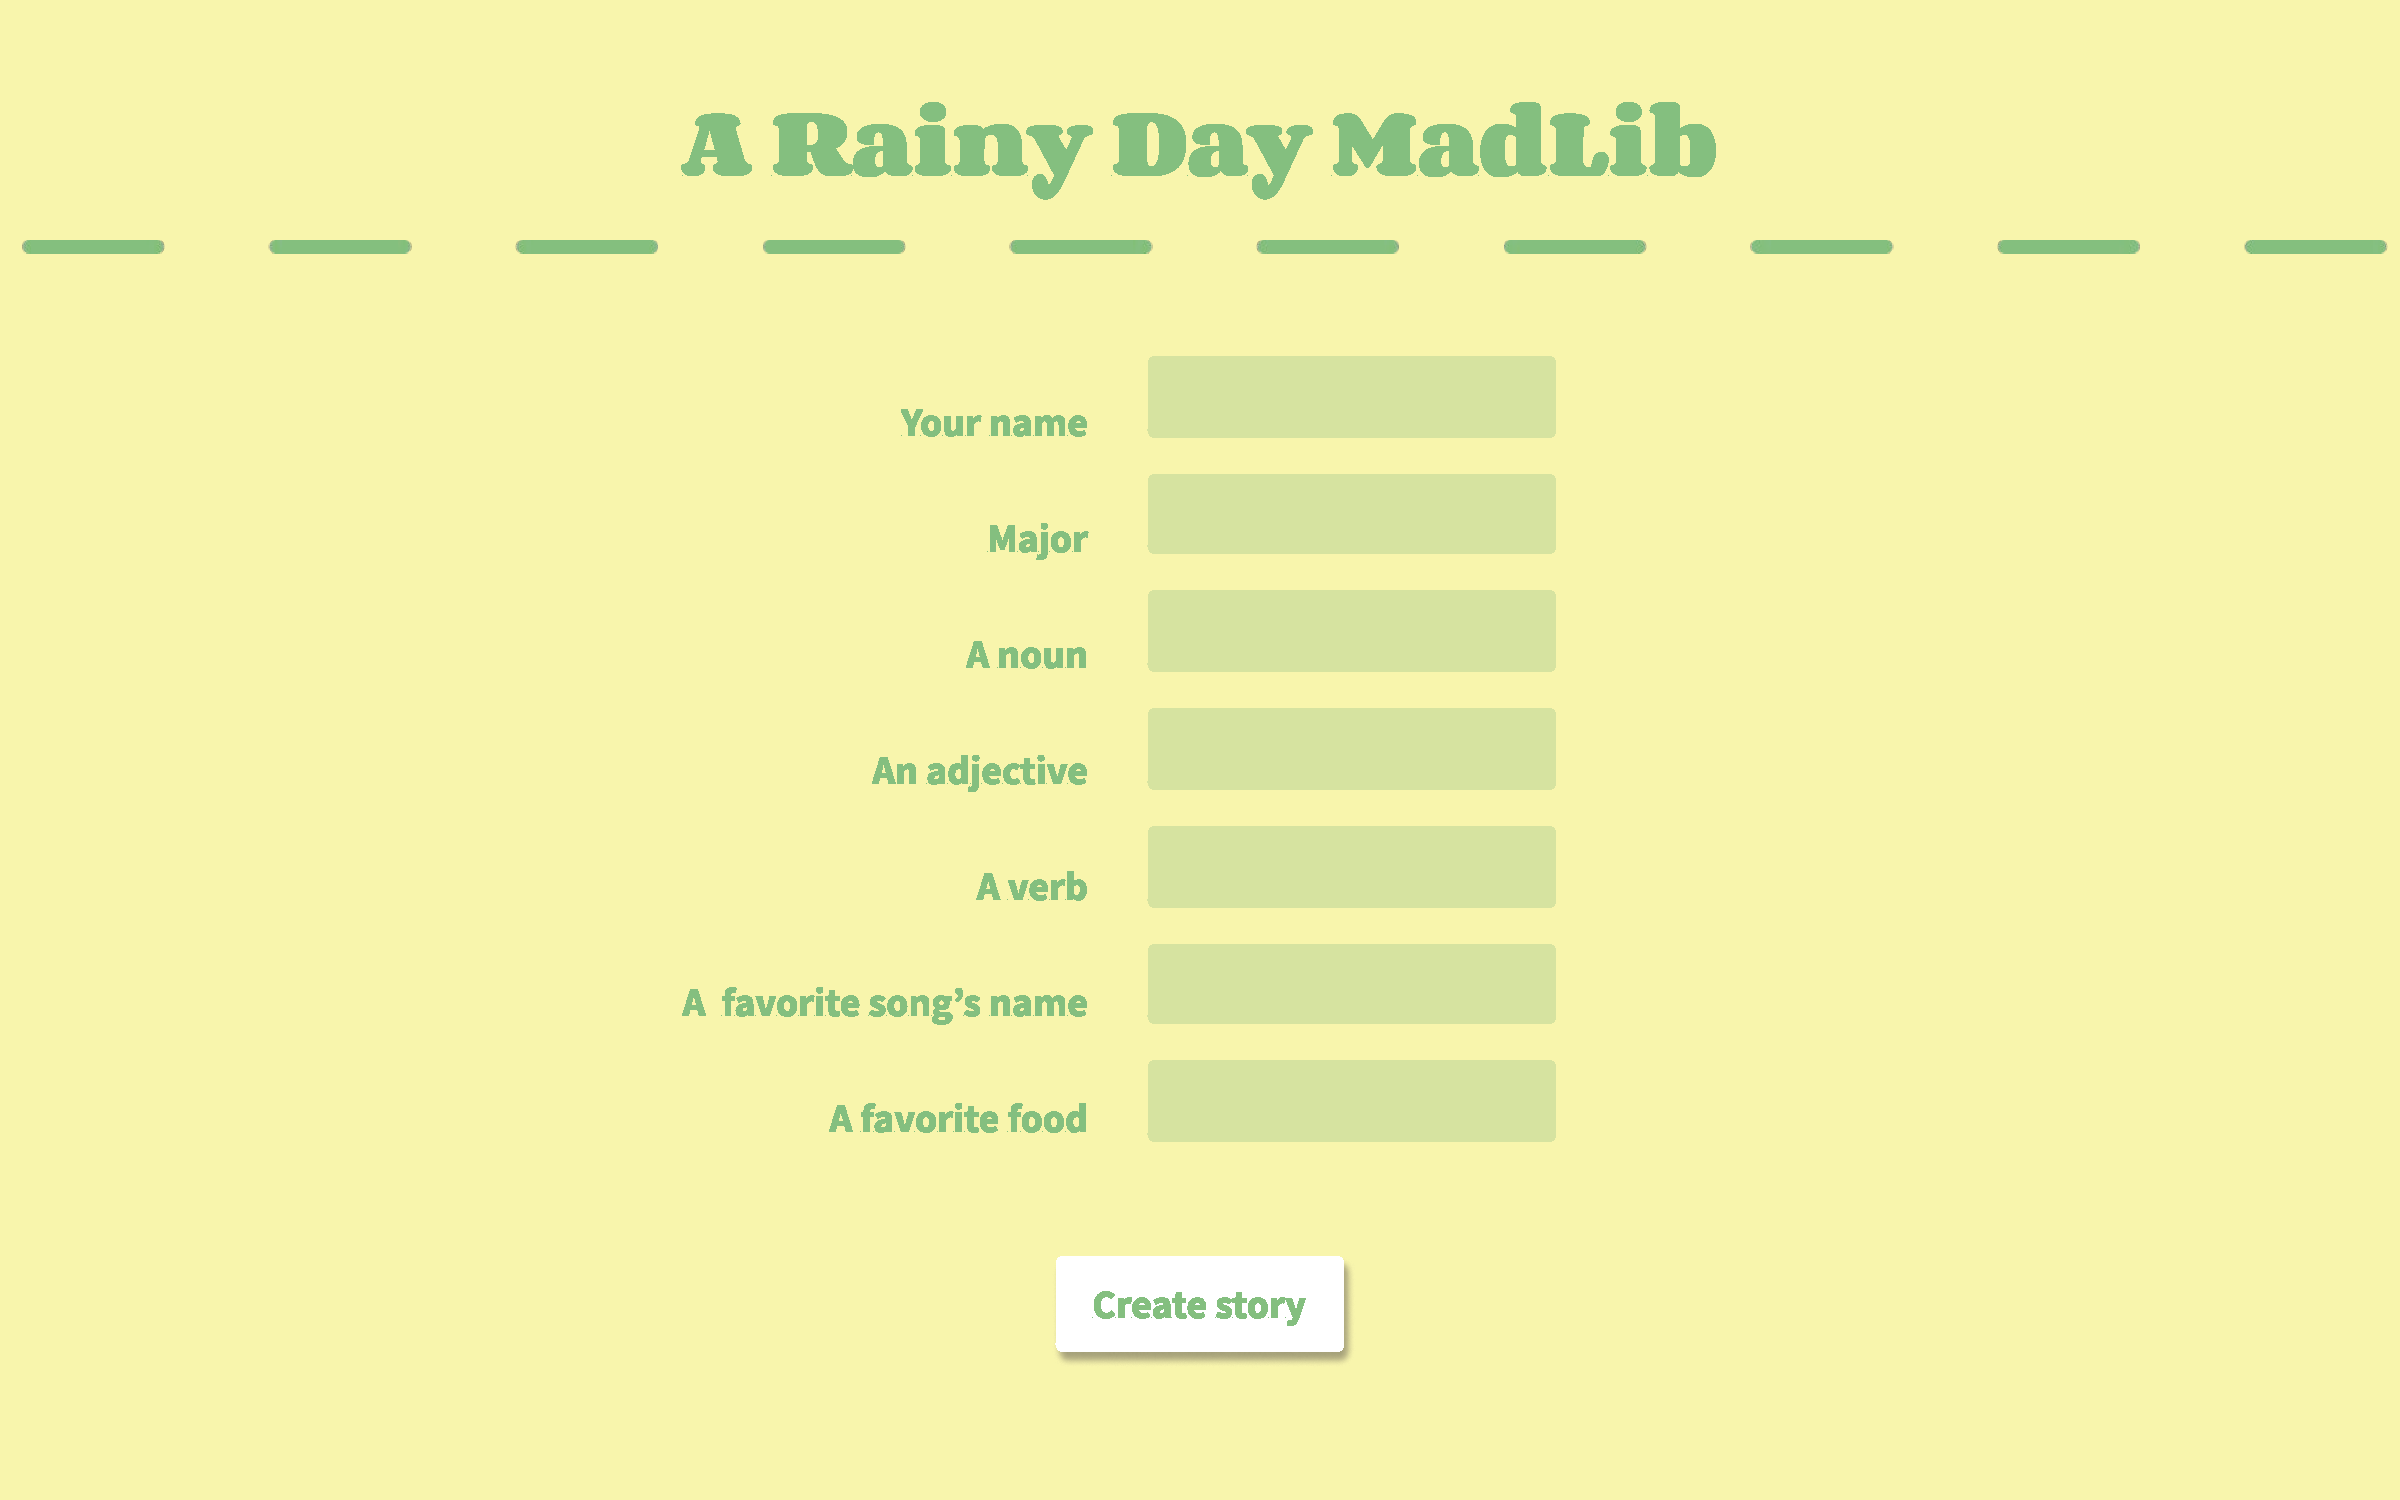 A Rainy Day MadLib
Your name
Major
A noun
An adjective
A verb
A  favorite song’s name
A favorite food
Create story